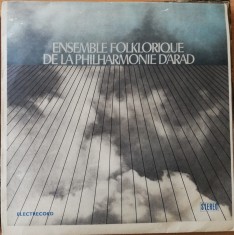 ENSEMBLE FOLKLORIQUE
DE LA PHILHARMONIE D'ARAD
ELECTRECORD
STEREO